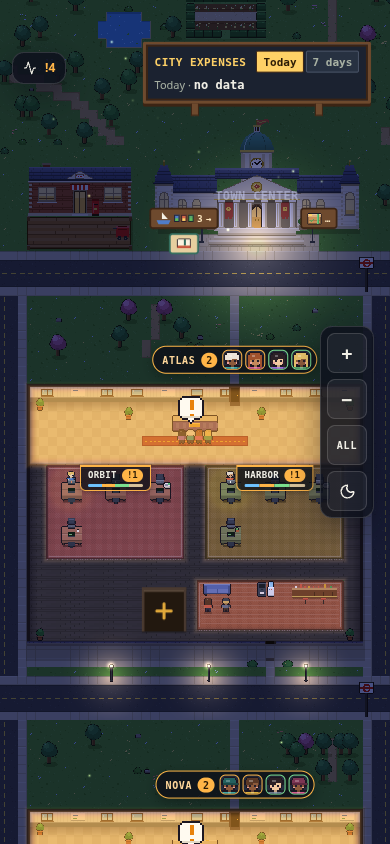 !4
CITY EXPENSES Today 7 days
Today · no data
TOWN CENTER
3 → …
ATLAS 2
+
−
ALL
!
ORBIT !1
HARBOR !1
+
NOVA 2
!